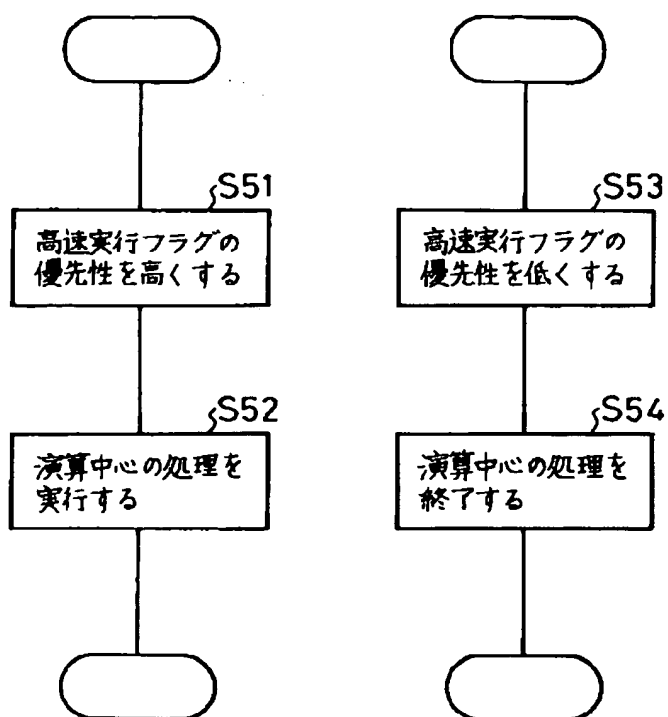 S51
高速実行フラグの
優先性を高くする
S52
演算中心の処理を
実行する
S53
高速実行フラグの
優先性を低くする
S54
演算中心の処理を
終了する